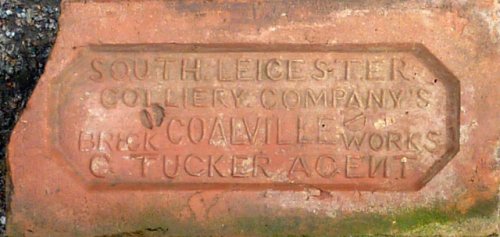 SOUTH LEICESTER
COLLIERY COMPANY'S
BRICK COALVILLE WORKS
G TUCKER AGENT